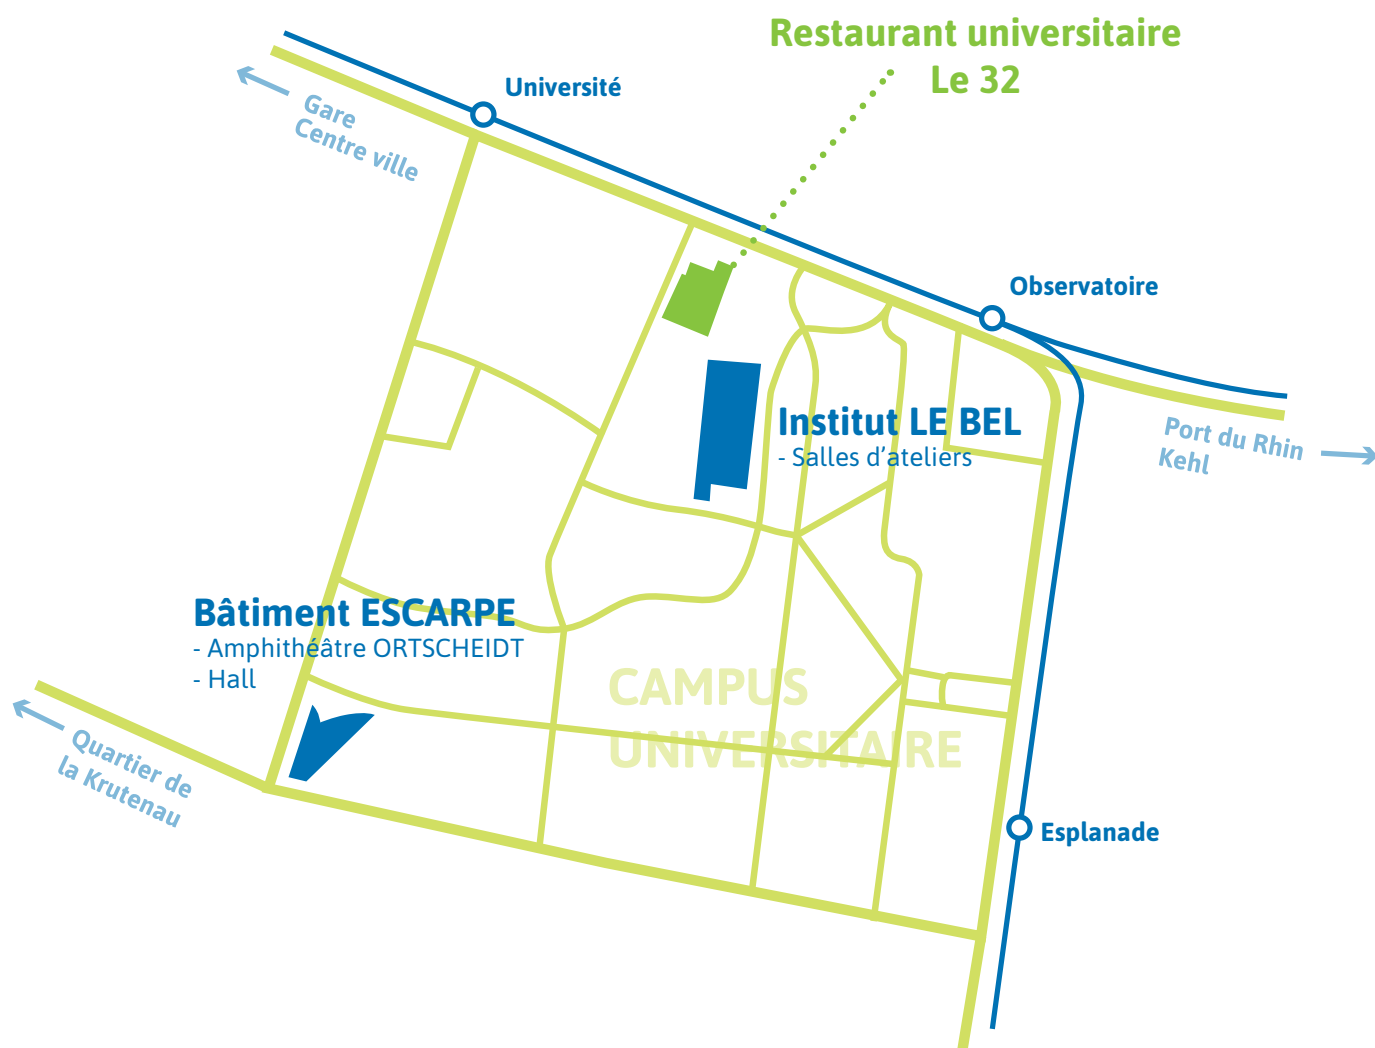 Restaurant universitaire
Le 32
Université
Gare
Centre ville
Observatoire
Institut LE BEL
- Salles d'ateliers
Port du Rhin
Kehl
Bâtiment ESCARPE
- Amphithéâtre ORTSCHEIDT
- Hall
CAMPUS
UNIVERSITAIRE
Quartier de
la Krutenau
Esplanade